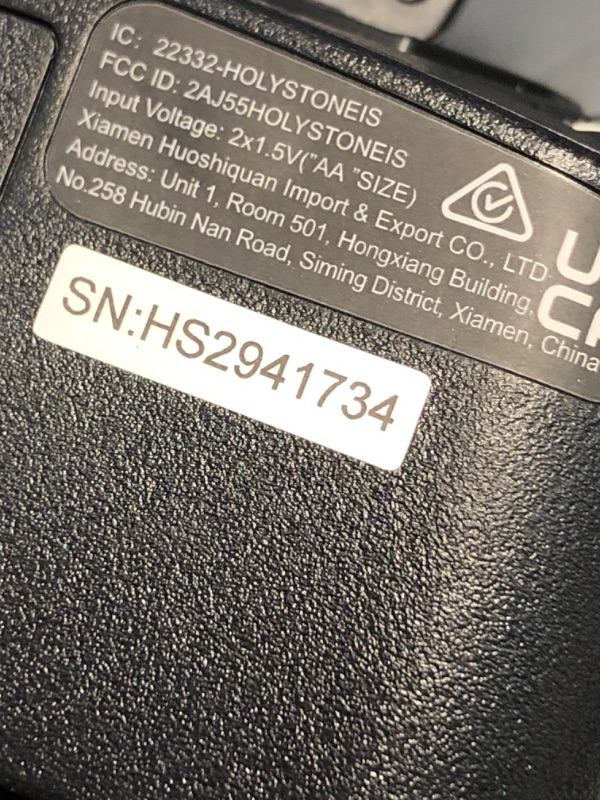 IC: 22332-HOLYSTONEIS
FCC ID: 2AJ55HOLYSTONEIS
Input Voltage: 2x1.5V("AA "SIZE)
Xiamen Huoshiquan Import & Export CO., LTD
Address: Unit 1, Room 501, Hongxiang Building,
No.258 Hubin Nan Road, Siming District, Xiamen, China
SN:HS2941734